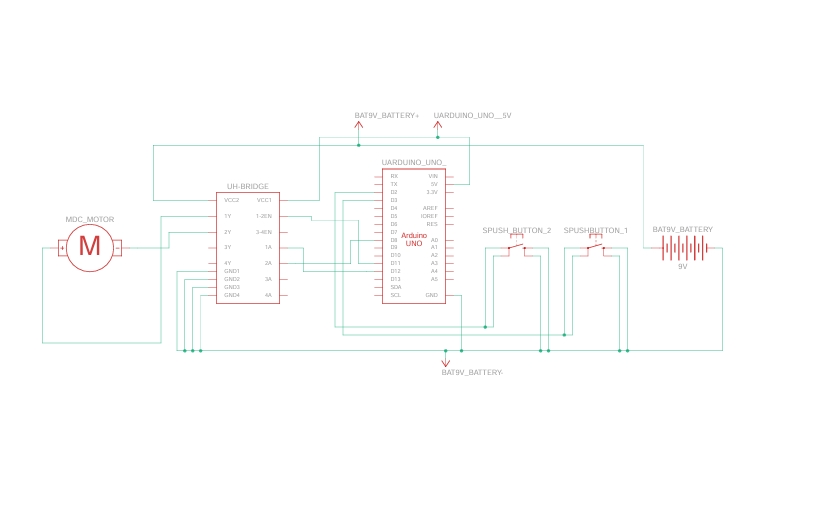 BAT9V_BATTERY+
UARDUINO_UNO__5V
UARDUINO_UNO_
RX
TX
D2
D3
D4
D5
D6
D7
D8
D9
D10
D11
D12
D13
SDA
SCL
VIN
5V
3.3V
AREF
IOREF
RES
A0
A1
A2
A3
A4
A5
GND
Arduino
UNO
UH-BRIDGE
VCC2
1Y
2Y
3Y
4Y
GND1
GND2
GND3
GND4
VCC1
1-2EN
3-4EN
1A
2A
3A
4A
MDC_MOTOR
+
M
-
SPUSH_BUTTON_2
SPUSHBUTTON_1
BAT9V_BATTERY
9V
BAT9V_BATTERY-